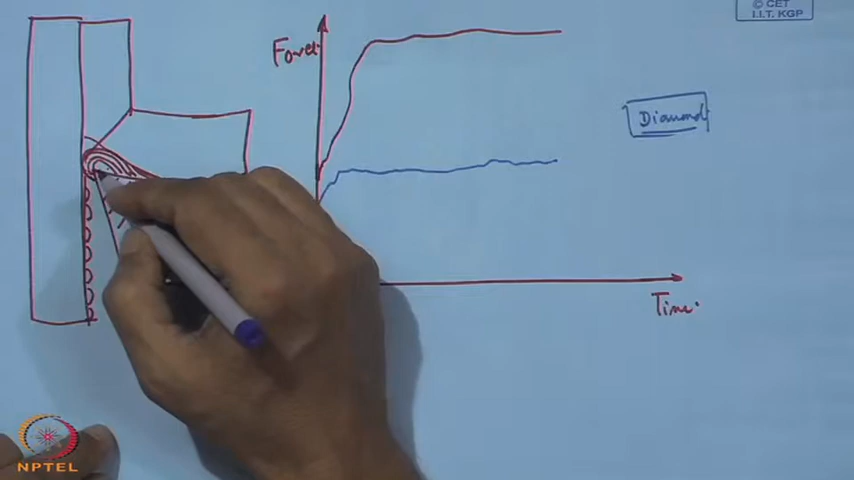 © CET
I.I.T. KGP
Force
Diamond
Time.
NPTEL